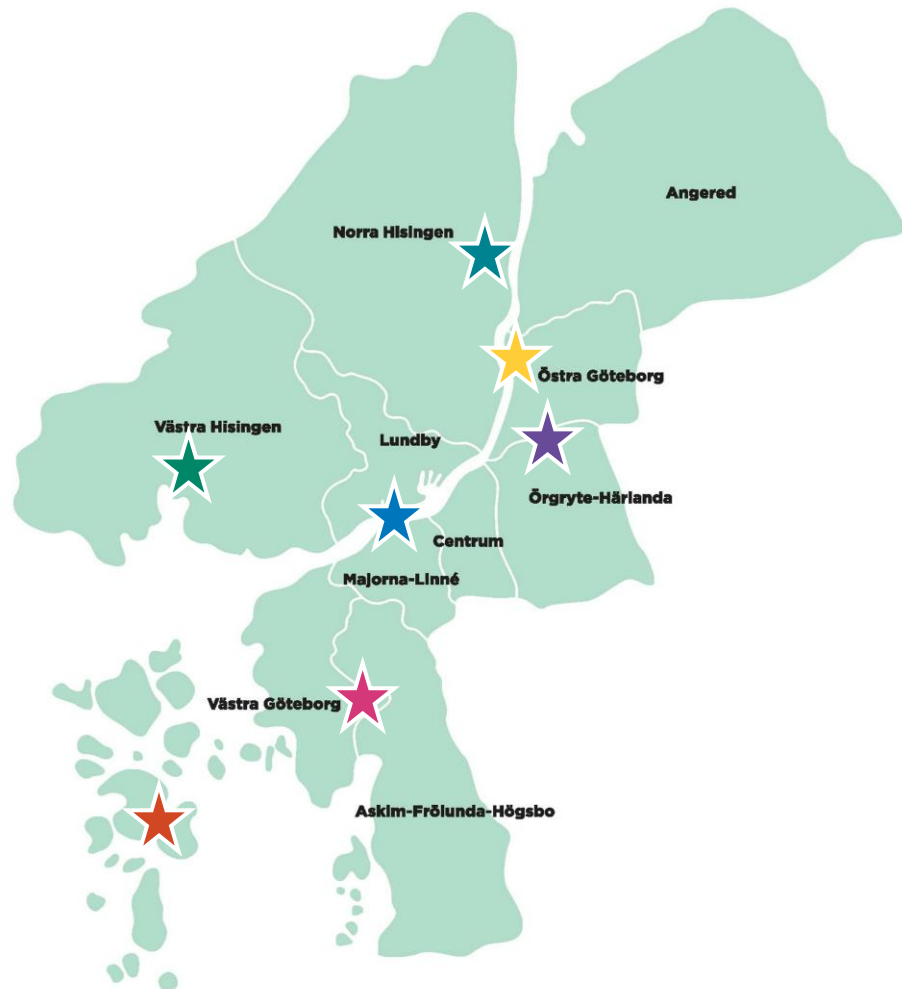 Angered
Norra Hisingen
Östra Göteborg
Västra Hisingen
Lundby
Örgryte-Härlanda
Centrum
Majorna-Linné
Västra Göteborg
Askim-Frölunda-Högsbo